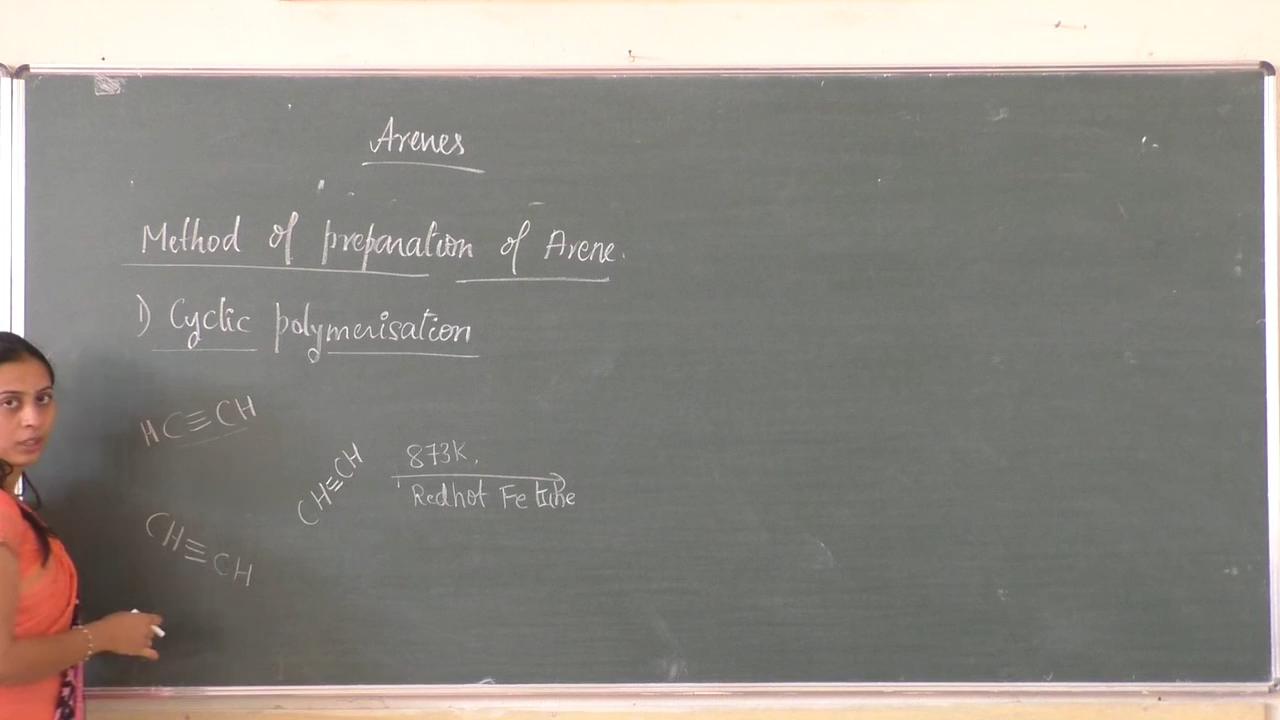 Arenes
Method of preparation of Arene.
1) Cyclic polymerisation
HC≡CH
CH≡CH
873K,
Redhot Fe tube
CH≡CH